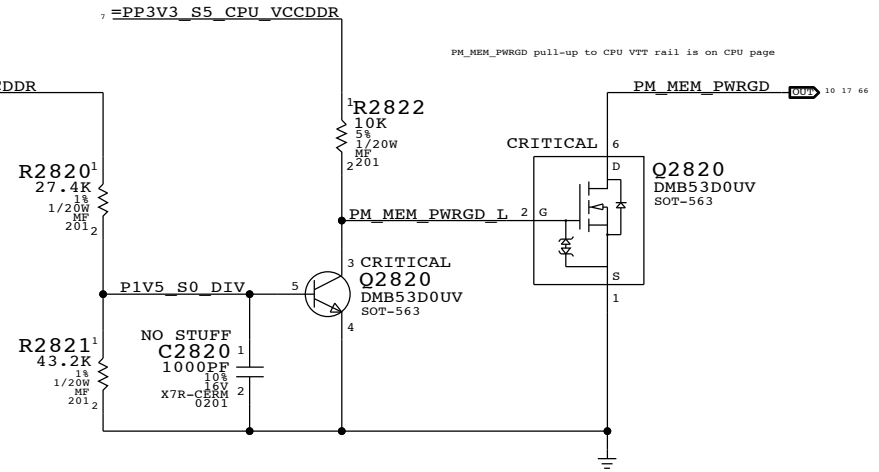 7 =PP3V3_S5_CPU_VCCDDR
PM_MEM_PWRGD pull-up to CPU VTT rail is on CPU page
CDDR
PM_MEM_PWRGD
OUT 10 17 66
1 R2822
10K
5%
1/20W
MF
2 201
CRITICAL 6
D
Q2820
DMB53D0UV
SOT-563
R2820 1
27.4K
1%
1/20W
MF
201 2
PM_MEM_PWRGD_L 2 G
S
1
3 CRITICAL
Q2820
DMB53D0UV
SOT-563
4
P1V5_S0_DIV 5
NO STUFF
C2820 1
1000PF
10%
16V 2
X7R-CERM
0201
R2821 1
43.2K
1%
1/20W
MF
201 2